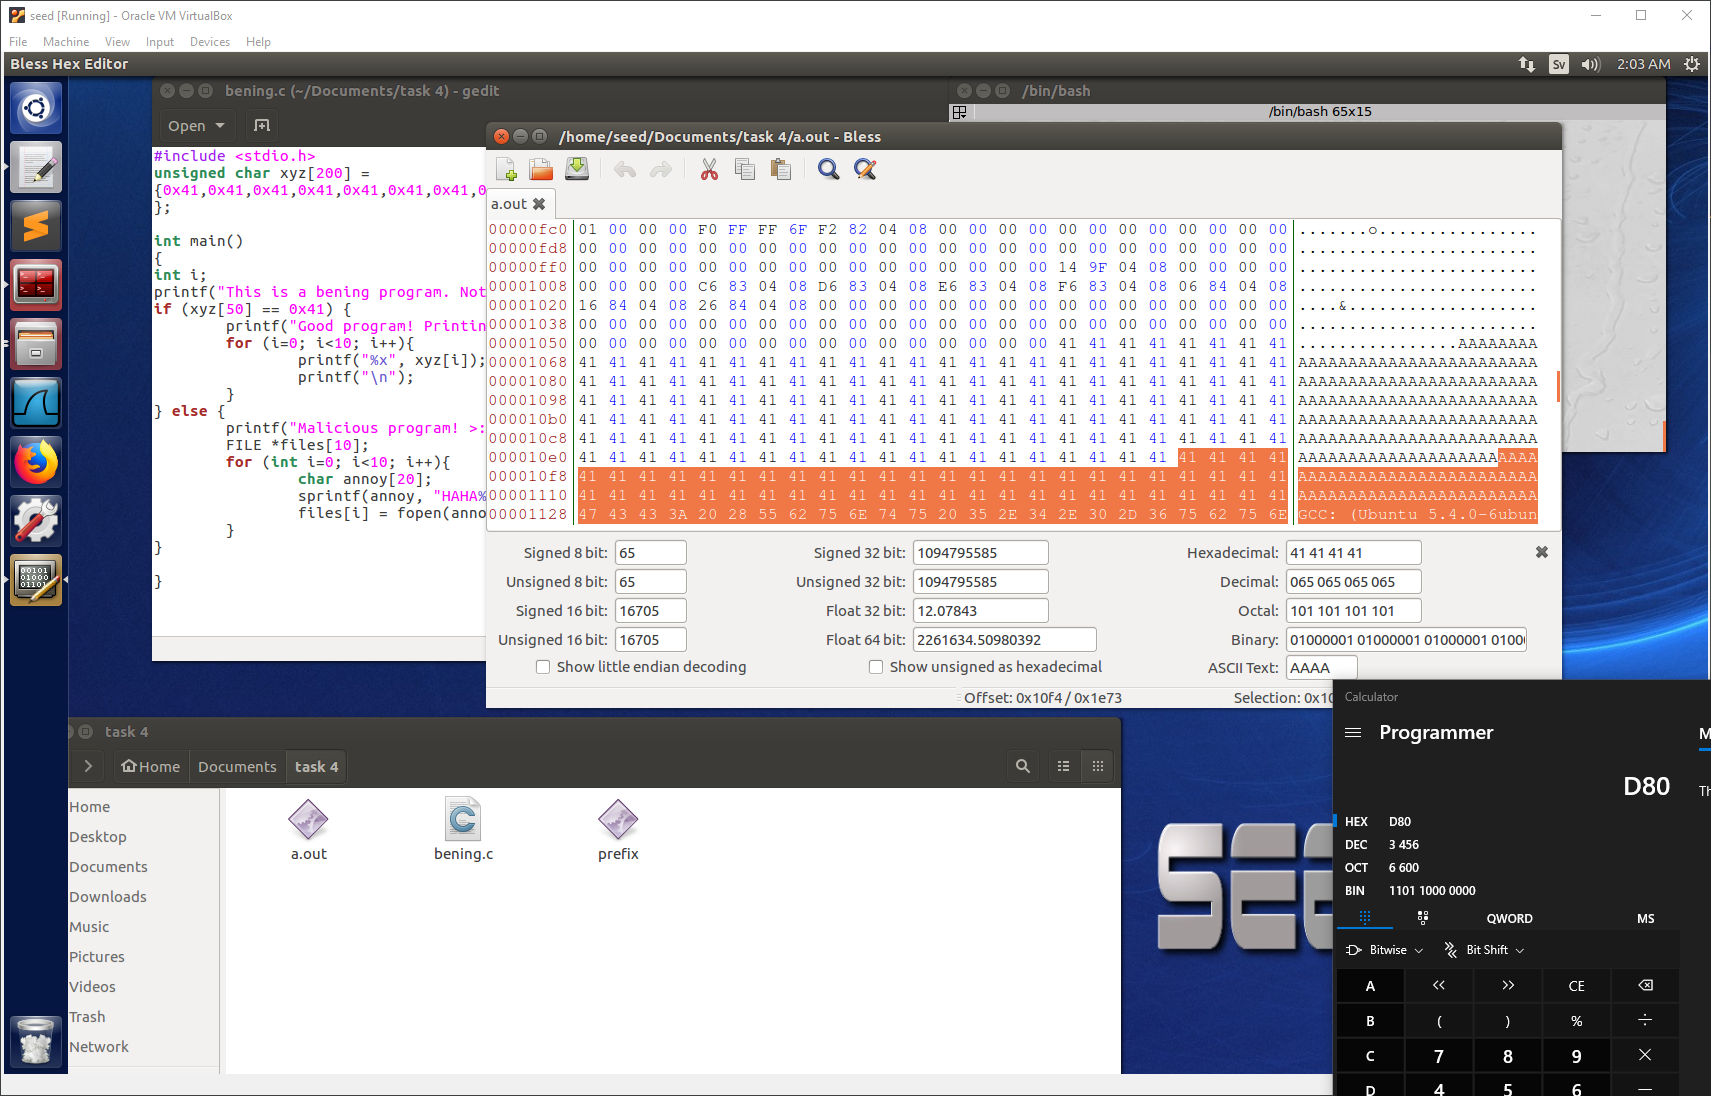 seed [Running] - Oracle VM VirtualBox
File Machine View Input Devices Help
Bless Hex Editor
Sv 2:03 AM
bening.c (~/Documents/task 4) - gedit
Open
#include <stdio.h>
unsigned char xyz[200] =
{0x41,0x41,0x41,0x41,0x41,0x41,0x41,0
};
int main()
{
int i;
printf("This is a bening program. Not
if (xyz[50] == 0x41) {
printf("Good program! Printin
for (i=0; i<10; i++){
printf("%x", xyz[i]);
printf("\n");
}
} else {
printf("Malicious program! >:
FILE *files[10];
for (int i=0; i<10; i++){
char annoy[20];
sprintf(annoy, "HAHA%
files[i] = fopen(anno
}
}
}
/bin/bash
/bin/bash 65x15
/home/seed/Documents/task 4/a.out - Bless
a.out
00000fc0 01 00 00 00 F0 FF FF 6F F2 82 04 08 00 00 00 00 00 00 00 00 00 00 00 00 .......o................
00000fd8 00 00 00 00 00 00 00 00 00 00 00 00 00 00 00 00 00 00 00 00 00 00 00 00 ........................
00000ff0 00 00 00 00 00 00 00 00 00 00 00 00 00 00 00 00 14 9F 04 08 00 00 00 00 ........................
00001008 00 00 00 00 C6 83 04 08 D6 83 04 08 E6 83 04 08 F6 83 04 08 06 84 04 08 ........................
00001020 16 84 04 08 26 84 04 08 00 00 00 00 00 00 00 00 00 00 00 00 00 00 00 00 ....&...................
00001038 00 00 00 00 00 00 00 00 00 00 00 00 00 00 00 00 00 00 00 00 00 00 00 00 ........................
00001050 00 00 00 00 00 00 00 00 00 00 00 00 00 00 00 00 41 41 41 41 41 41 41 41 ................AAAAAAAA
00001068 41 41 41 41 41 41 41 41 41 41 41 41 41 41 41 41 41 41 41 41 41 41 41 41 AAAAAAAAAAAAAAAAAAAAAAAA
00001080 41 41 41 41 41 41 41 41 41 41 41 41 41 41 41 41 41 41 41 41 41 41 41 41 AAAAAAAAAAAAAAAAAAAAAAAA
00001098 41 41 41 41 41 41 41 41 41 41 41 41 41 41 41 41 41 41 41 41 41 41 41 41 AAAAAAAAAAAAAAAAAAAAAAAA
000010b0 41 41 41 41 41 41 41 41 41 41 41 41 41 41 41 41 41 41 41 41 41 41 41 41 AAAAAAAAAAAAAAAAAAAAAAAA
000010c8 41 41 41 41 41 41 41 41 41 41 41 41 41 41 41 41 41 41 41 41 41 41 41 41 AAAAAAAAAAAAAAAAAAAAAAAA
000010e0 41 41 41 41 41 41 41 41 41 41 41 41 41 41 41 41 41 41 41 41 41 41 41 41 AAAAAAAAAAAAAAAAAAAAAAAA
000010f8 41 41 41 41 41 41 41 41 41 41 41 41 41 41 41 41 41 41 41 41 41 41 41 41 AAAAAAAAAAAAAAAAAAAAAAAA
00001110 41 41 41 41 41 41 41 41 41 41 41 41 41 41 41 41 41 41 41 41 41 41 41 41 AAAAAAAAAAAAAAAAAAAAAAAA
00001128 47 43 43 3A 20 28 55 62 75 6E 74 75 20 35 2E 34 2E 30 2D 36 75 62 75 6E GCC: (Ubuntu 5.4.0-6ubun
Signed 8 bit: 65 Signed 32 bit: 1094795585 Hexadecimal: 41 41 41 41
Unsigned 8 bit: 65 Unsigned 32 bit: 1094795585 Decimal: 065 065 065 065
Signed 16 bit: 16705 Float 32 bit: 12.07843 Octal: 101 101 101 101
Unsigned 16 bit: 16705 Float 64 bit: 2261634.50980392 Binary: 01000001 01000001 01000001 0100
Show little endian decoding Show unsigned as hexadecimal ASCII Text: AAAA
Offset: 0x10f4 / 0x1e73 Selection: 0x10
task 4
Home Documents task 4
Home
Desktop
Documents
Downloads
Music
Pictures
Videos
Trash
Network
a.out bening.c prefix
SEE
Calculator
Programmer M
D80
Th
HEX D80
DEC 3 456
OCT 6 600
BIN 1101 1000 0000
QWORD MS
Bitwise Bit Shift
A << >> CE
B ( ) % ÷
C 7 8 9 ×
D 4 5 6 −